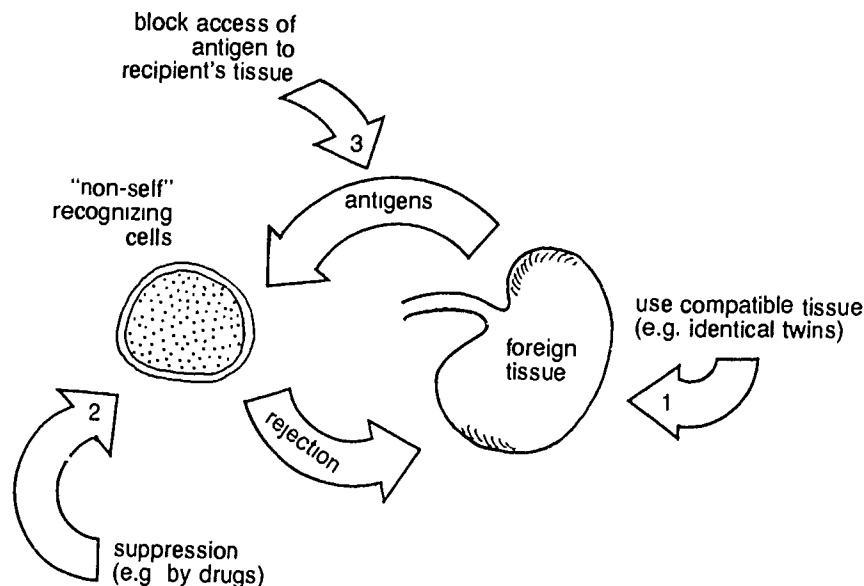 block access of
antigen to
recipient's tissue
3
"non-self"
recognizing
cells
antigens
use compatible tissue
(e.g. identical twins)
foreign
tissue
1
2
rejection
suppression
(e.g by drugs)